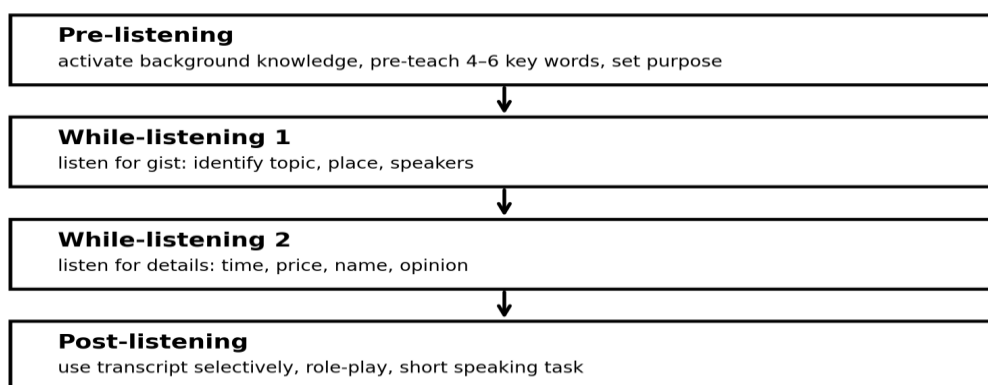 Pre-listening
activate background knowledge, pre-teach 4–6 key words, set purpose
While-listening 1
listen for gist: identify topic, place, speakers
While-listening 2
listen for details: time, price, name, opinion
Post-listening
use transcript selectively, role-play, short speaking task